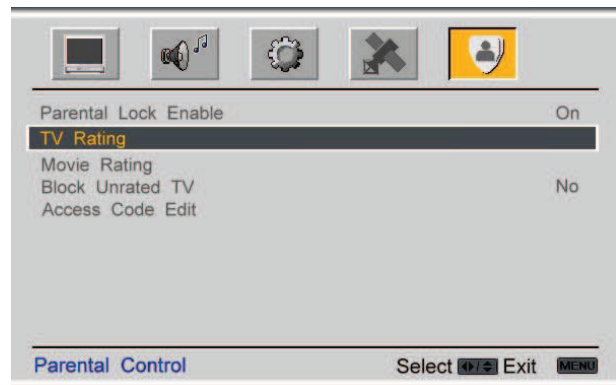 Parental Lock Enable On
TV Rating
Movie Rating
Block Unrated TV No
Access Code Edit
Parental Control Select Exit MENU